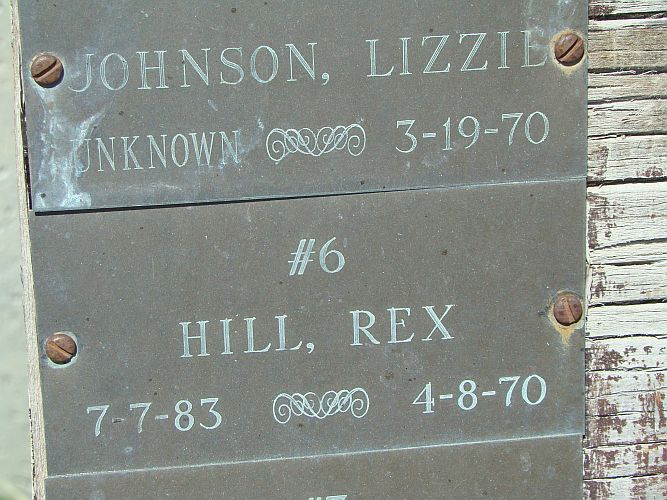 JOHNSON, LIZZIE
UNKNOWN 3-19-70
#6
HILL, REX
7-7-83 4-8-70